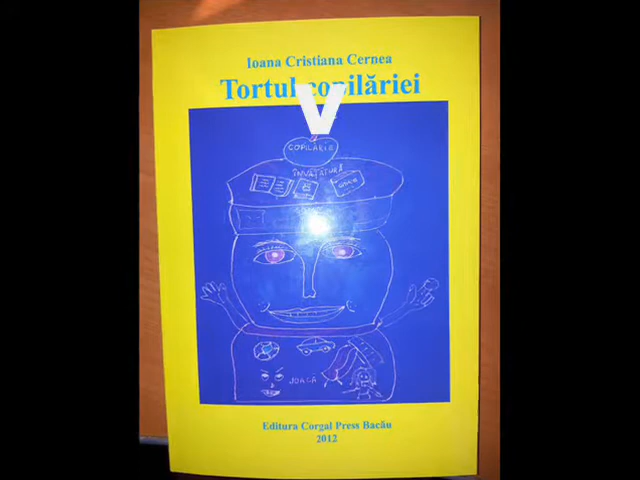 Ioana Cristiana Cernea
Tortul copilăriei
V
COPILĂRIA
ÎNVĂȚĂTURĂ
JOACĂ
Editura Corgal Press Bacău
2012